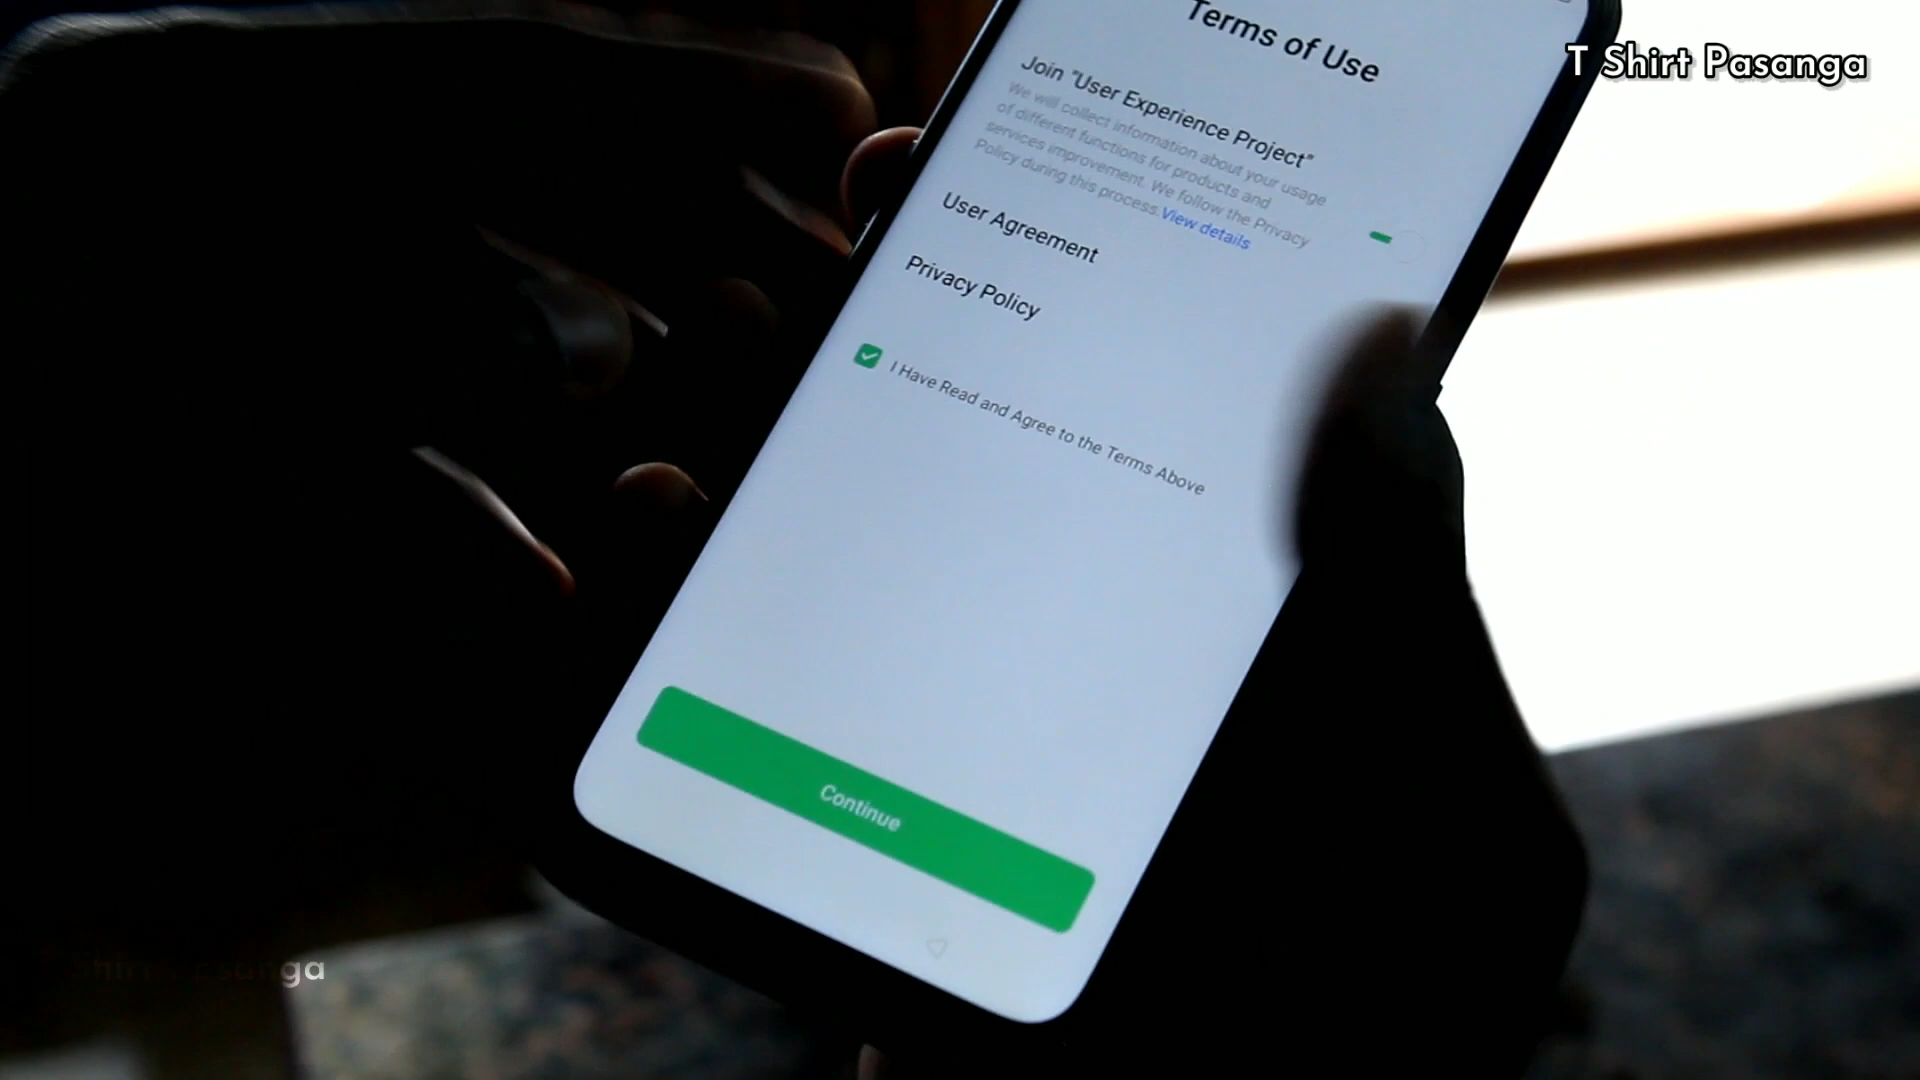 Terms of Use
T Shirt Pasanga
Join "User Experience Project"
We will collect information about your usage
of different functions for products and
services improvement. We follow the Privacy
Policy during this process.View details
User Agreement
Privacy Policy
I Have Read and Agree to the Terms Above
Continue
Shirt Pasanga